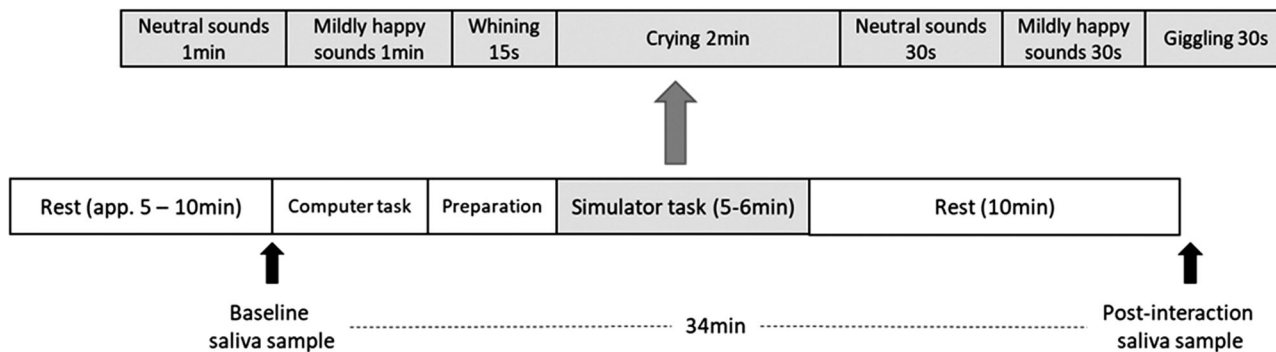 Neutral sounds
1min
Mildly happy
sounds 1min
Whining
15s
Crying 2min
Neutral sounds
30s
Mildly happy
sounds 30s
Giggling 30s
Rest (app. 5 – 10min)
Computer task
Preparation
Simulator task (5-6min)
Rest (10min)
Baseline
saliva sample
34min
Post-interaction
saliva sample